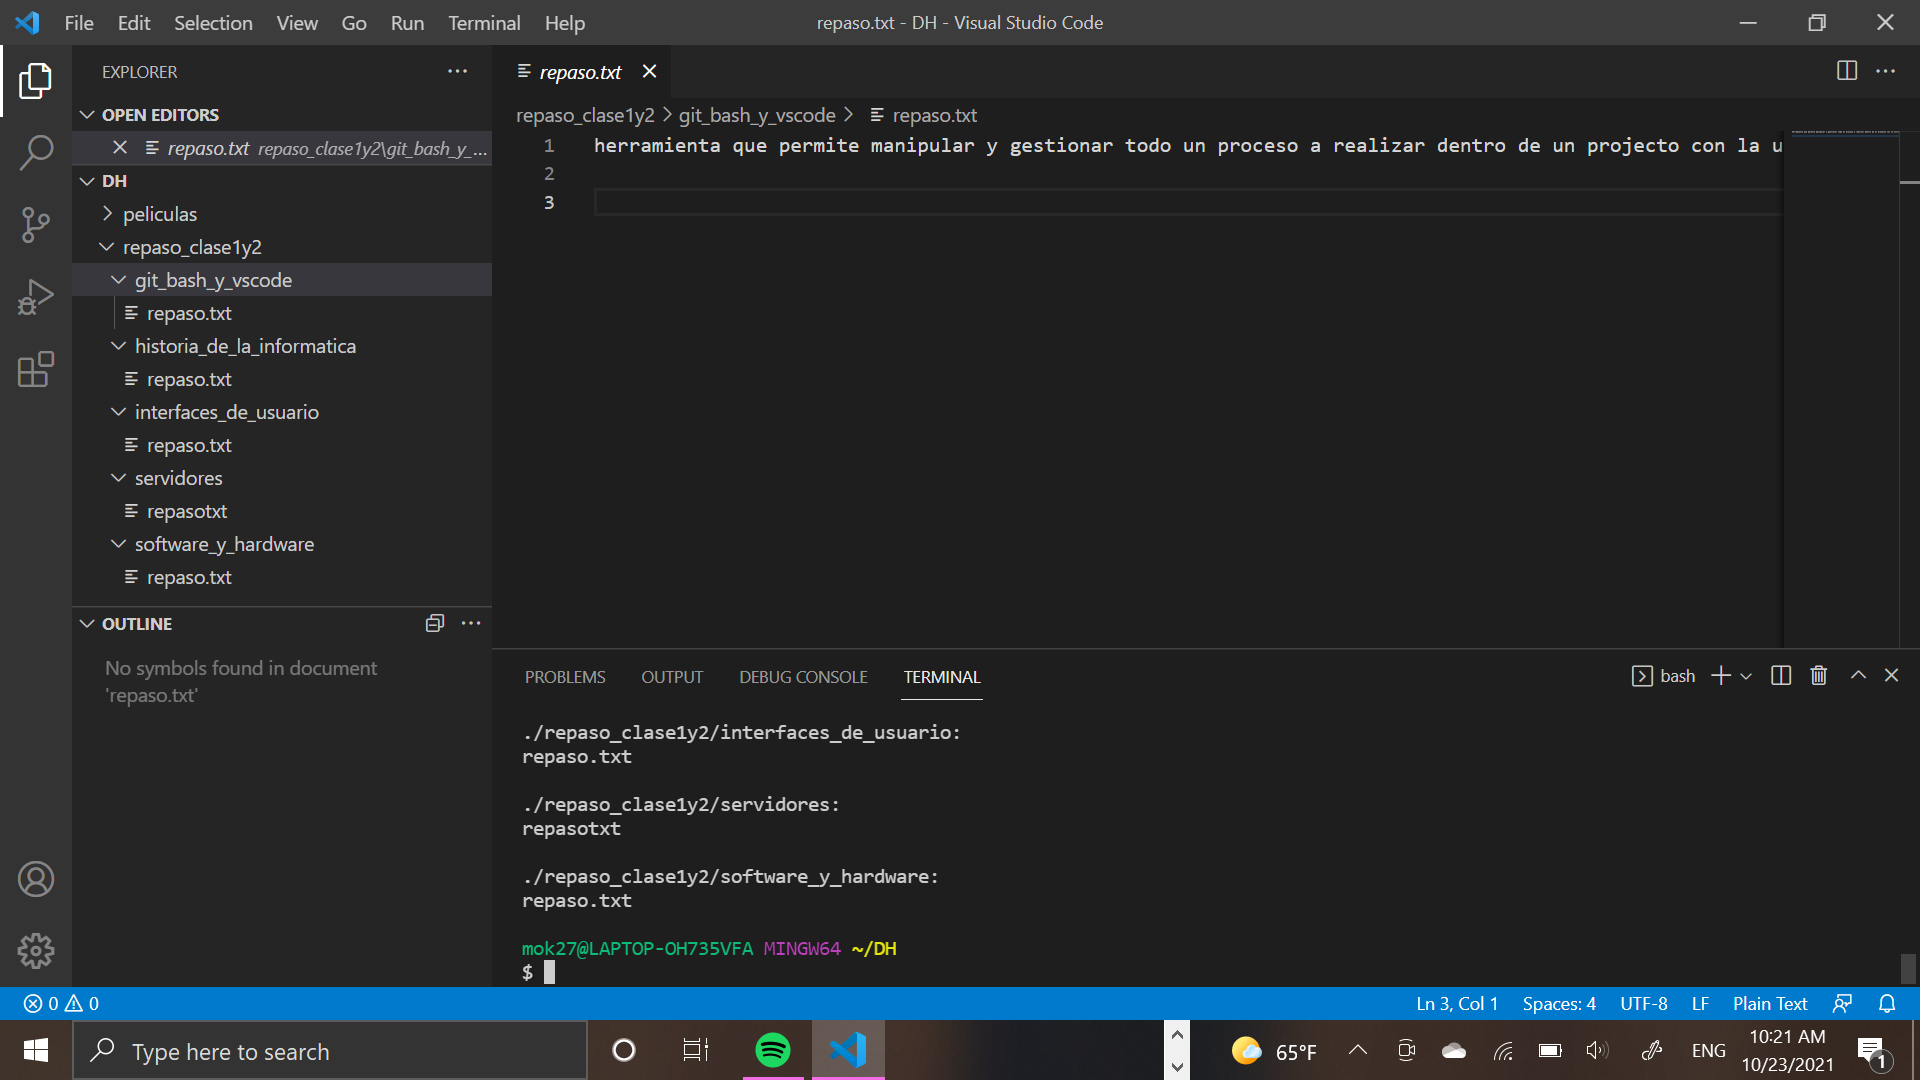 File Edit Selection View Go Run Terminal Help
repaso.txt - DH - Visual Studio Code
EXPLORER
OPEN EDITORS
repaso.txt repaso_clase1y2\git_bash_y_...
DH
peliculas
repaso_clase1y2
git_bash_y_vscode
repaso.txt
historia_de_la_informatica
repaso.txt
interfaces_de_usuario
repaso.txt
servidores
repasotxt
software_y_hardware
repaso.txt
OUTLINE
No symbols found in document
'repaso.txt'
repaso.txt
repaso_clase1y2 > git_bash_y_vscode > repaso.txt
1 herramienta que permite manipular y gestionar todo un proceso a realizar dentro de un projecto con la u
2
3
PROBLEMS OUTPUT DEBUG CONSOLE TERMINAL
bash
./repaso_clase1y2/interfaces_de_usuario:
repaso.txt
./repaso_clase1y2/servidores:
repasotxt
./repaso_clase1y2/software_y_hardware:
repaso.txt
mok27@LAPTOP-OH735VFA MINGW64 ~/DH
$
0 0
Ln 3, Col 1 Spaces: 4 UTF-8 LF Plain Text
Type here to search
65°F
ENG
10:21 AM
10/23/2021
1